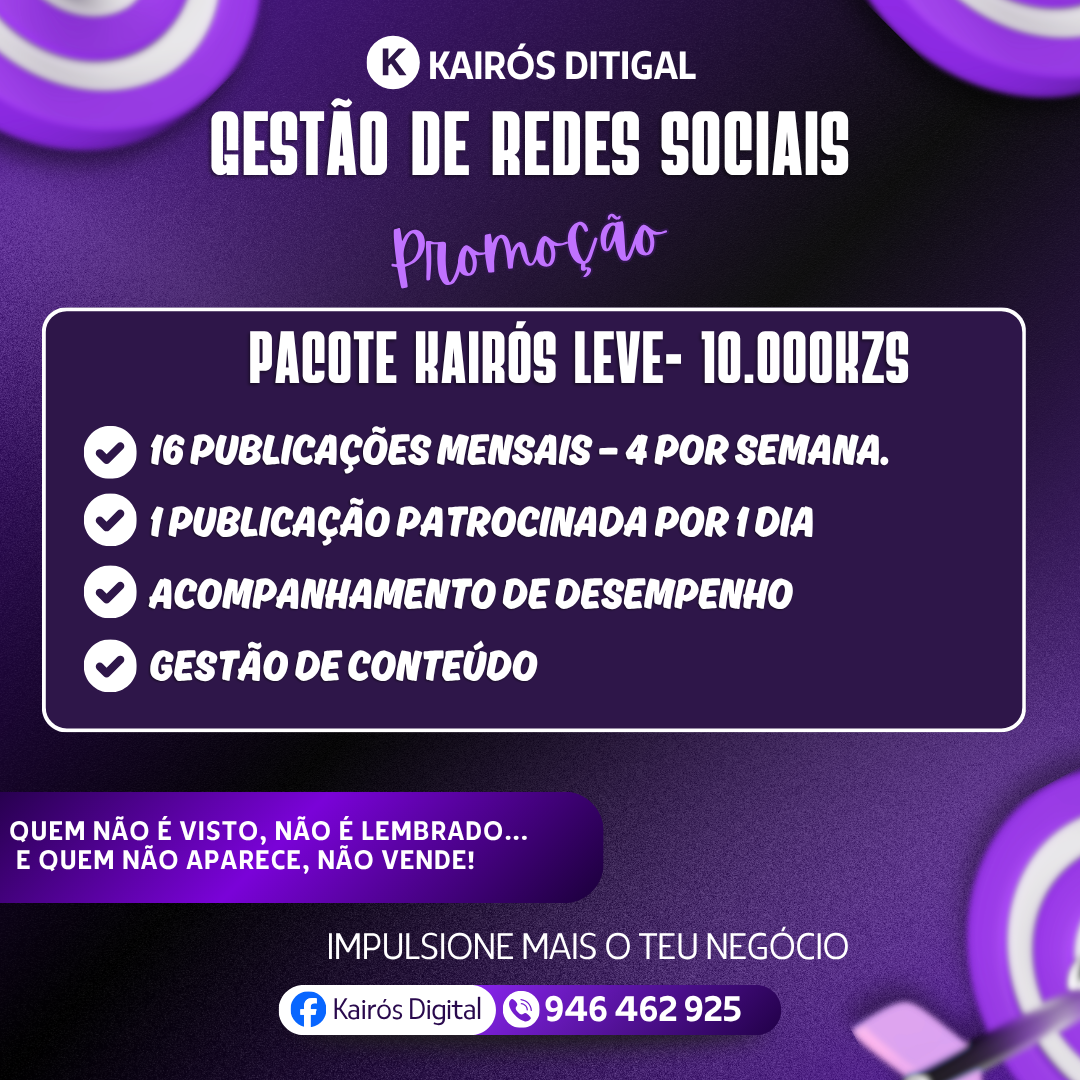 K KAIRÓS DITIGAL
GESTÃO DE REDES SOCIAIS
Promoção
PACOTE KAIRÓS LEVE- 10.000KZS
16 PUBLICAÇÕES MENSAIS – 4 POR SEMANA.
1 PUBLICAÇÃO PATROCINADA POR 1 DIA
ACOMPANHAMENTO DE DESEMPENHO
GESTÃO DE CONTEÚDO
QUEM NÃO É VISTO, NÃO É LEMBRADO...
E QUEM NÃO APARECE, NÃO VENDE!
IMPULSIONE MAIS O TEU NEGÓCIO
Kairós Digital 946 462 925